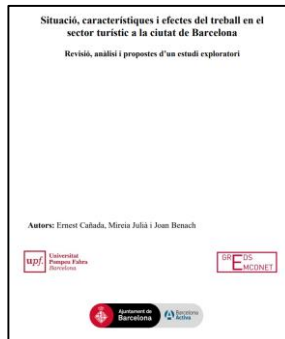 Situació, característiques i efectes del treball en el
sector turístic a la ciutat de Barcelona
Revisió, anàlisi i propostes d'un estudi exploratori
Autors: Ernest Cañada, Mireia Julià i Joan Benach
upf.
Universitat
Pompeu Fabra
Barcelona
GREDS
EMCONET
Ajuntament de
Barcelona
Barcelona
Activa